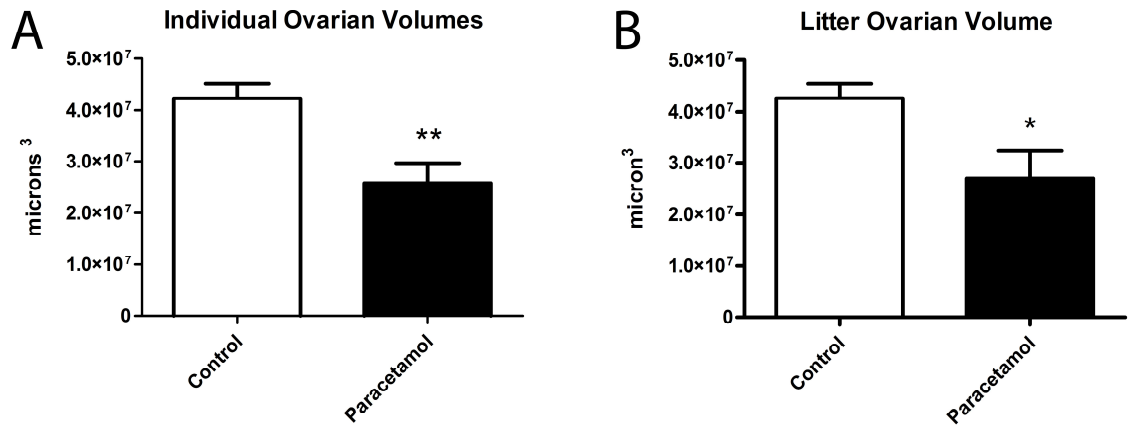 A
Individual Ovarian Volumes
5.0×10⁷
4.0×10⁷
3.0×10⁷
2.0×10⁷
1.0×10⁷
0
microns ³
**
Control
Paracetamol
B
Litter Ovarian Volume
5.0×10⁷
4.0×10⁷
3.0×10⁷
2.0×10⁷
1.0×10⁷
0
micron³
*
Control
Paracetamol